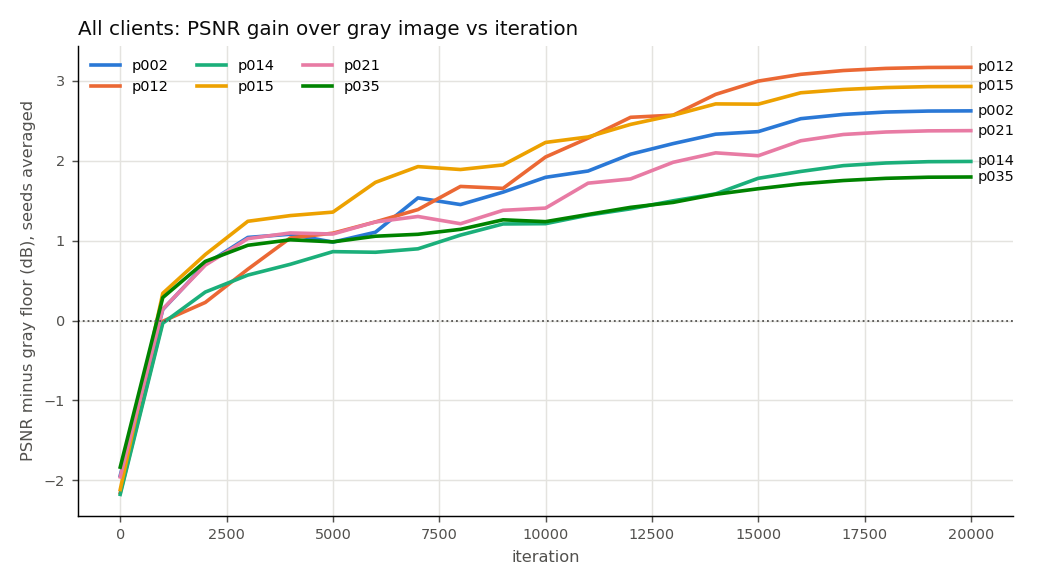 All clients: PSNR gain over gray image vs iteration
p002 p014 p021
p012 p015 p035
PSNR minus gray floor (dB), seeds averaged
3
2
1
0
−1
−2
p012
p015
p002
p021
p014
p035
0 2500 5000 7500 10000 12500 15000 17500 20000
iteration